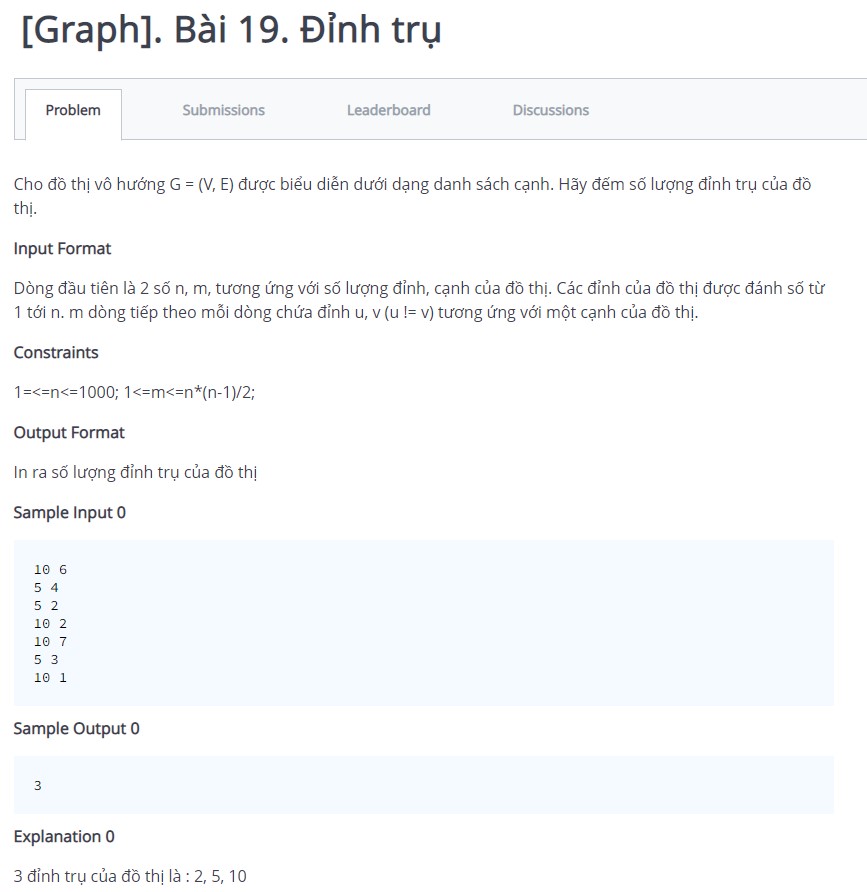 [Graph]. Bài 19. Đỉnh trụ
Problem Submissions Leaderboard Discussions
Cho đồ thị vô hướng G = (V, E) được biểu diễn dưới dạng danh sách cạnh. Hãy đếm số lượng đỉnh trụ của đồ
thị.
Input Format
Dòng đầu tiên là 2 số n, m, tương ứng với số lượng đỉnh, cạnh của đồ thị. Các đỉnh của đồ thị được đánh số từ
1 tới n. m dòng tiếp theo mỗi dòng chứa đỉnh u, v (u != v) tương ứng với một cạnh của đồ thị.
Constraints
1=<=n<=1000; 1<=m<=n*(n-1)/2;
Output Format
In ra số lượng đỉnh trụ của đồ thị
Sample Input 0
10 6
5 4
5 2
10 2
10 7
5 3
10 1
Sample Output 0
3
Explanation 0
3 đỉnh trụ của đồ thị là : 2, 5, 10